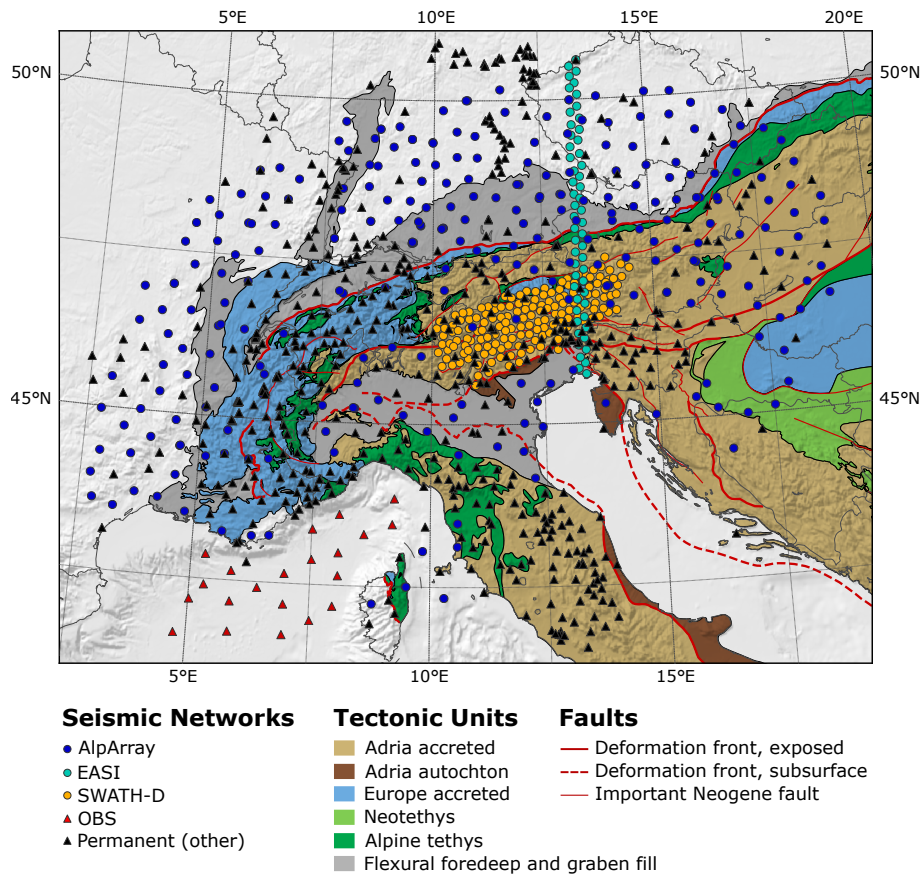 5°E 10°E 15°E 20°E
50°N 50°N
45°N 45°N
5°E 10°E 15°E
Seismic Networks
AlpArray
EASI
SWATH-D
OBS
Permanent (other)
Tectonic Units
Adria accreted
Adria autochton
Europe accreted
Neotethys
Alpine tethys
Flexural foredeep and graben fill
Faults
Deformation front, exposed
Deformation front, subsurface
Important Neogene fault